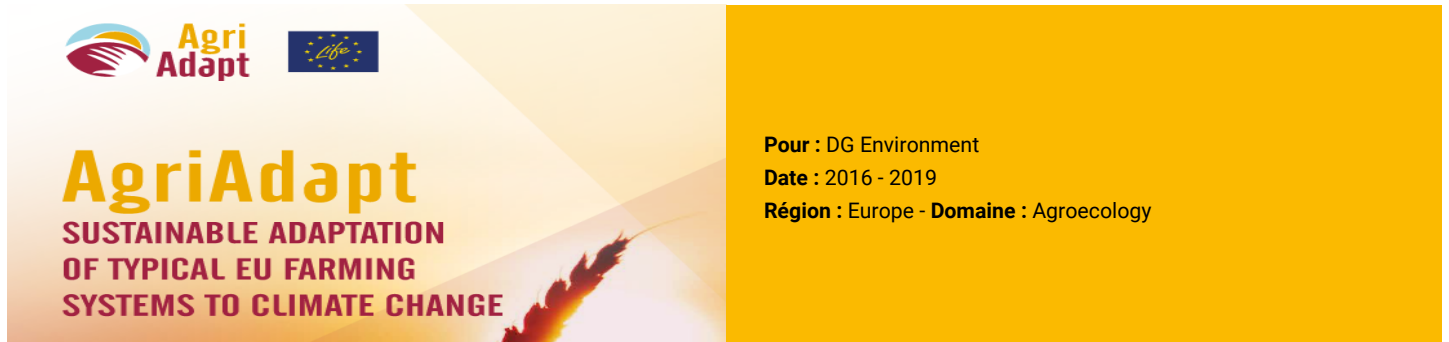 Agri
Adapt
Life
AgriAdapt
SUSTAINABLE ADAPTATION
OF TYPICAL EU FARMING
SYSTEMS TO CLIMATE CHANGE
Pour : DG Environment
Date : 2016 - 2019
Région : Europe - Domaine : Agroecology